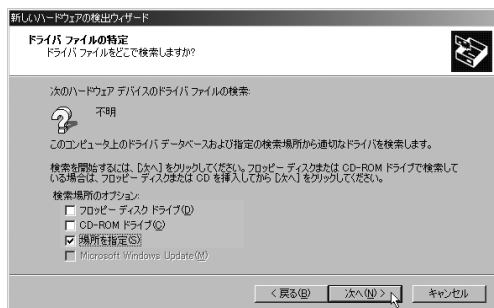 新しいハードウェアの検出ウィザード
ドライバ ファイルの特定
ドライバ ファイルをどこで検索しますか?
次のハードウェア デバイスのドライバ ファイルの検索:
不明
このコンピュータ上のドライバ データベースおよび指定の検索場所から適切なドライバを検索します。
検索を開始するには、[次へ] をクリックしてください。フロッピー ディスクまたは CD-ROM ドライブで検索して
いる場合は、フロッピー ディスクまたは CD を挿入してから [次へ] をクリックしてください。
検索場所のオプション:
フロッピー ディスク ドライブ(D)
CD-ROM ドライブ(C)
場所を指定(S)
Microsoft Windows Update(M)
< 戻る(B)
次へ(N) >
キャンセル